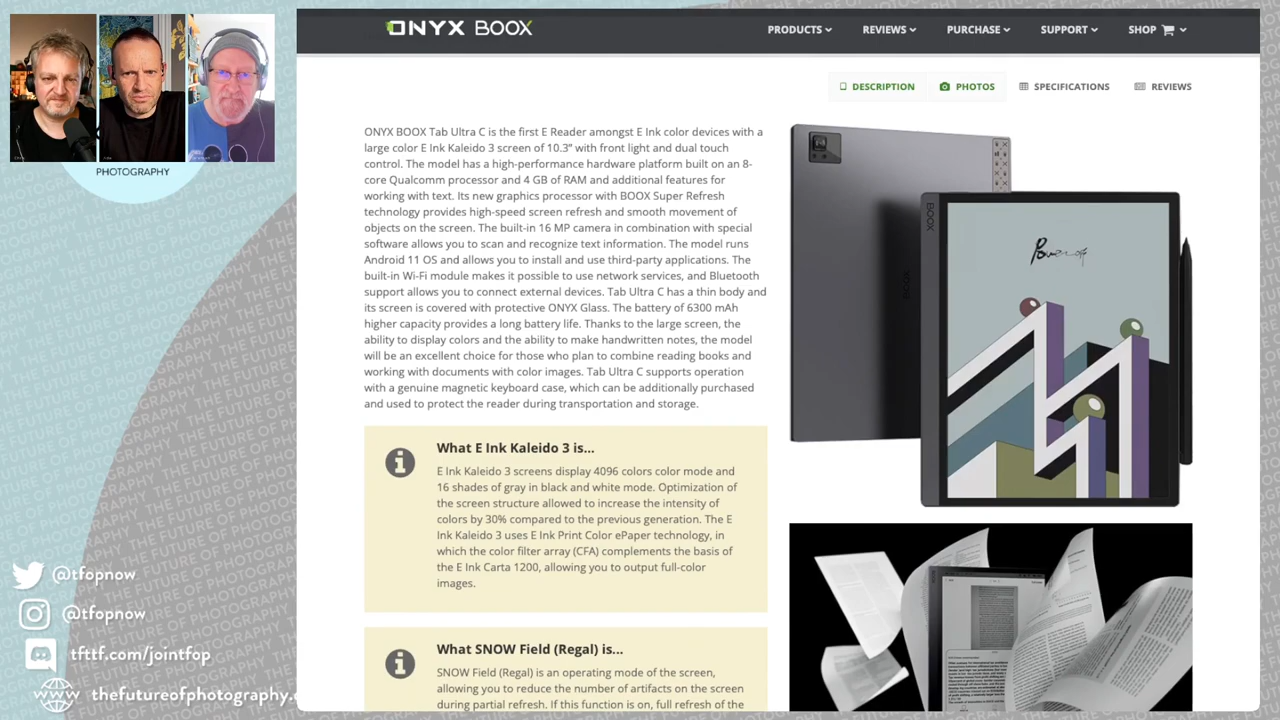 ONYX BOOX
PRODUCTS
REVIEWS
PURCHASE
SUPPORT
SHOP
DESCRIPTION
PHOTOS
SPECIFICATIONS
REVIEWS
PHOTOGRAPHY
ONYX BOOX Tab Ultra C is the first E Reader amongst E Ink color devices with a
large color E Ink Kaleido 3 screen of 10.3" with front light and dual touch
control. The model has a high-performance hardware platform built on an 8-
core Qualcomm processor and 4 GB of RAM and additional features for
working with text. Its new graphics processor with BOOX Super Refresh
technology provides high-speed screen refresh and smooth movement of
objects on the screen. The built-in 16 MP camera in combination with special
software allows you to scan and recognize text information. The model runs
Android 11 OS and allows you to install and use third-party applications. The
built-in Wi-Fi module makes it possible to use network services, and Bluetooth
support allows you to connect external devices. Tab Ultra C has a thin body and
its screen is covered with protective ONYX Glass. The battery of 6300 mAh
higher capacity provides a long battery life. Thanks to the large screen, the
ability to display colors and the ability to make handwritten notes, the model
will be an excellent choice for those who plan to combine reading books and
working with documents with color images. Tab Ultra C supports operation
with a genuine magnetic keyboard case, which can be additionally purchased
and used to protect the reader during transportation and storage.
What E Ink Kaleido 3 is...
E Ink Kaleido 3 screens display 4096 colors color mode and
16 shades of gray in black and white mode. Optimization of
the screen structure allowed to increase the intensity of
colors by 30% compared to the previous generation. The E
Ink Kaleido 3 uses E Ink Print Color ePaper technology, in
which the color filter array (CFA) complements the basis of
the E Ink Carta 1200, allowing you to output full-color
images.
What SNOW Field (Regal) is...
SNOW Field (Regal) is an operating mode of the screen,
allowing you to reduce the number of artifacts on the screen
during partial refresh. If this function is on, full refresh of the
BOOX
@tfopnow
@tfopnow
tfttf.com/jointfop
thefutureofphotography.
THE FUTURE OF PHOTOGRAPHY